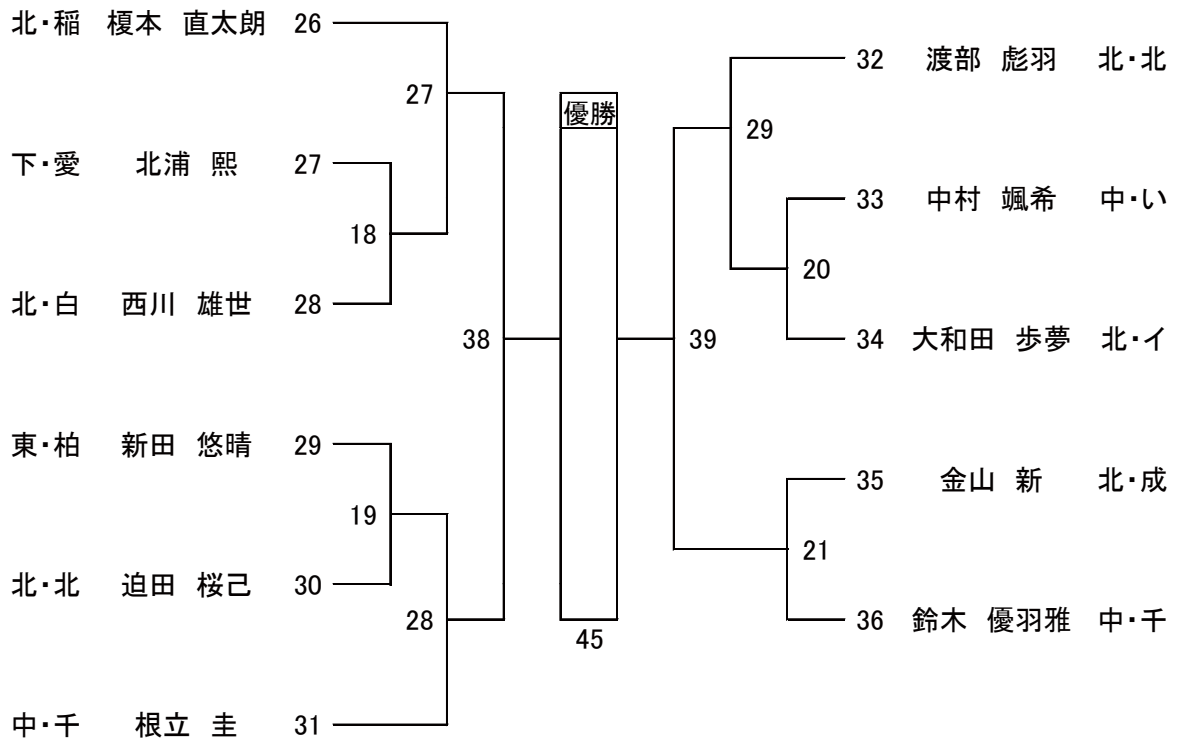 北・稲 榎本 直太朗 26
27
下・愛 北浦 熙 27
18
北・白 西川 雄世 28
38
東・柏 新田 悠晴 29
19
北・北 迫田 桜己 30
28
中・千 根立 圭 31
優勝
45
32 渡部 彪羽 北・北
29
33 中村 颯希 中・い
20
34 大和田 歩夢 北・イ
39
35 金山 新 北・成
21
36 鈴木 優羽雅 中・千